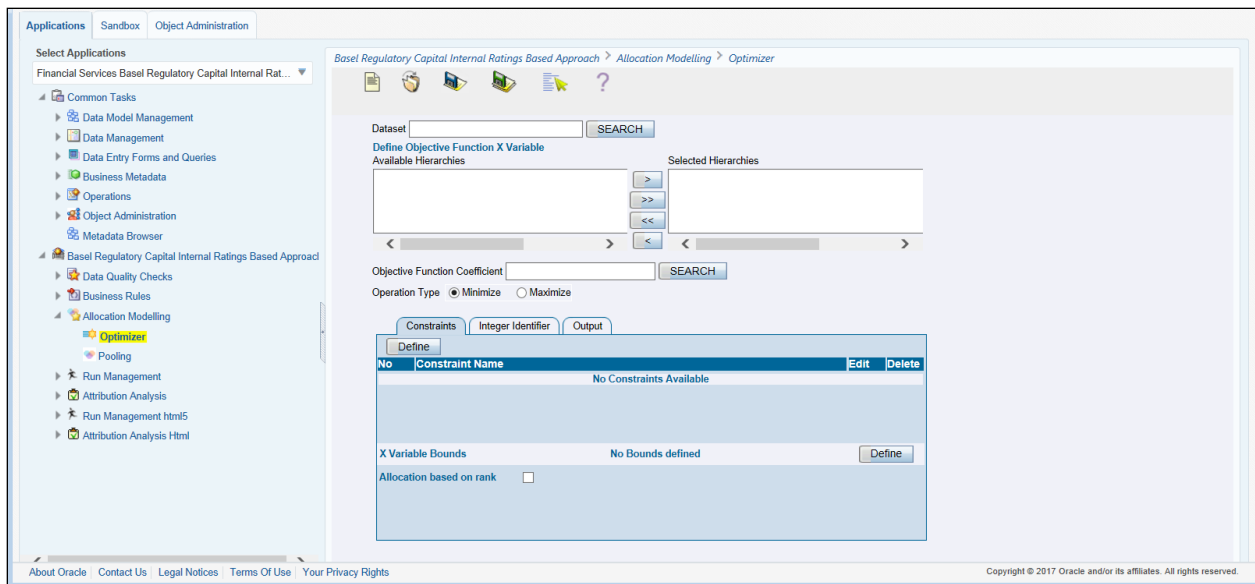 Applications Sandbox Object Administration
Select Applications
Financial Services Basel Regulatory Capital Internal Rat...
Common Tasks
Data Model Management
Data Management
Data Entry Forms and Queries
Business Metadata
Operations
Object Administration
Metadata Browser
Basel Regulatory Capital Internal Ratings Based Approacl
Data Quality Checks
Business Rules
Allocation Modelling
Optimizer
Pooling
Run Management
Attribution Analysis
Run Management html5
Attribution Analysis Html
Basel Regulatory Capital Internal Ratings Based Approach > Allocation Modelling > Optimizer
?
Dataset SEARCH
Define Objective Function X Variable
Available Hierarchies Selected Hierarchies
>
>>
<<
<
Objective Function Coefficient SEARCH
Operation Type Minimize Maximize
Constraints Integer Identifier Output
Define
No Constraint Name Edit Delete
No Constraints Available
X Variable Bounds No Bounds defined Define
Allocation based on rank
About Oracle Contact Us Legal Notices Terms Of Use Your Privacy Rights
Copyright © 2017 Oracle and/or its affiliates. All rights reserved.